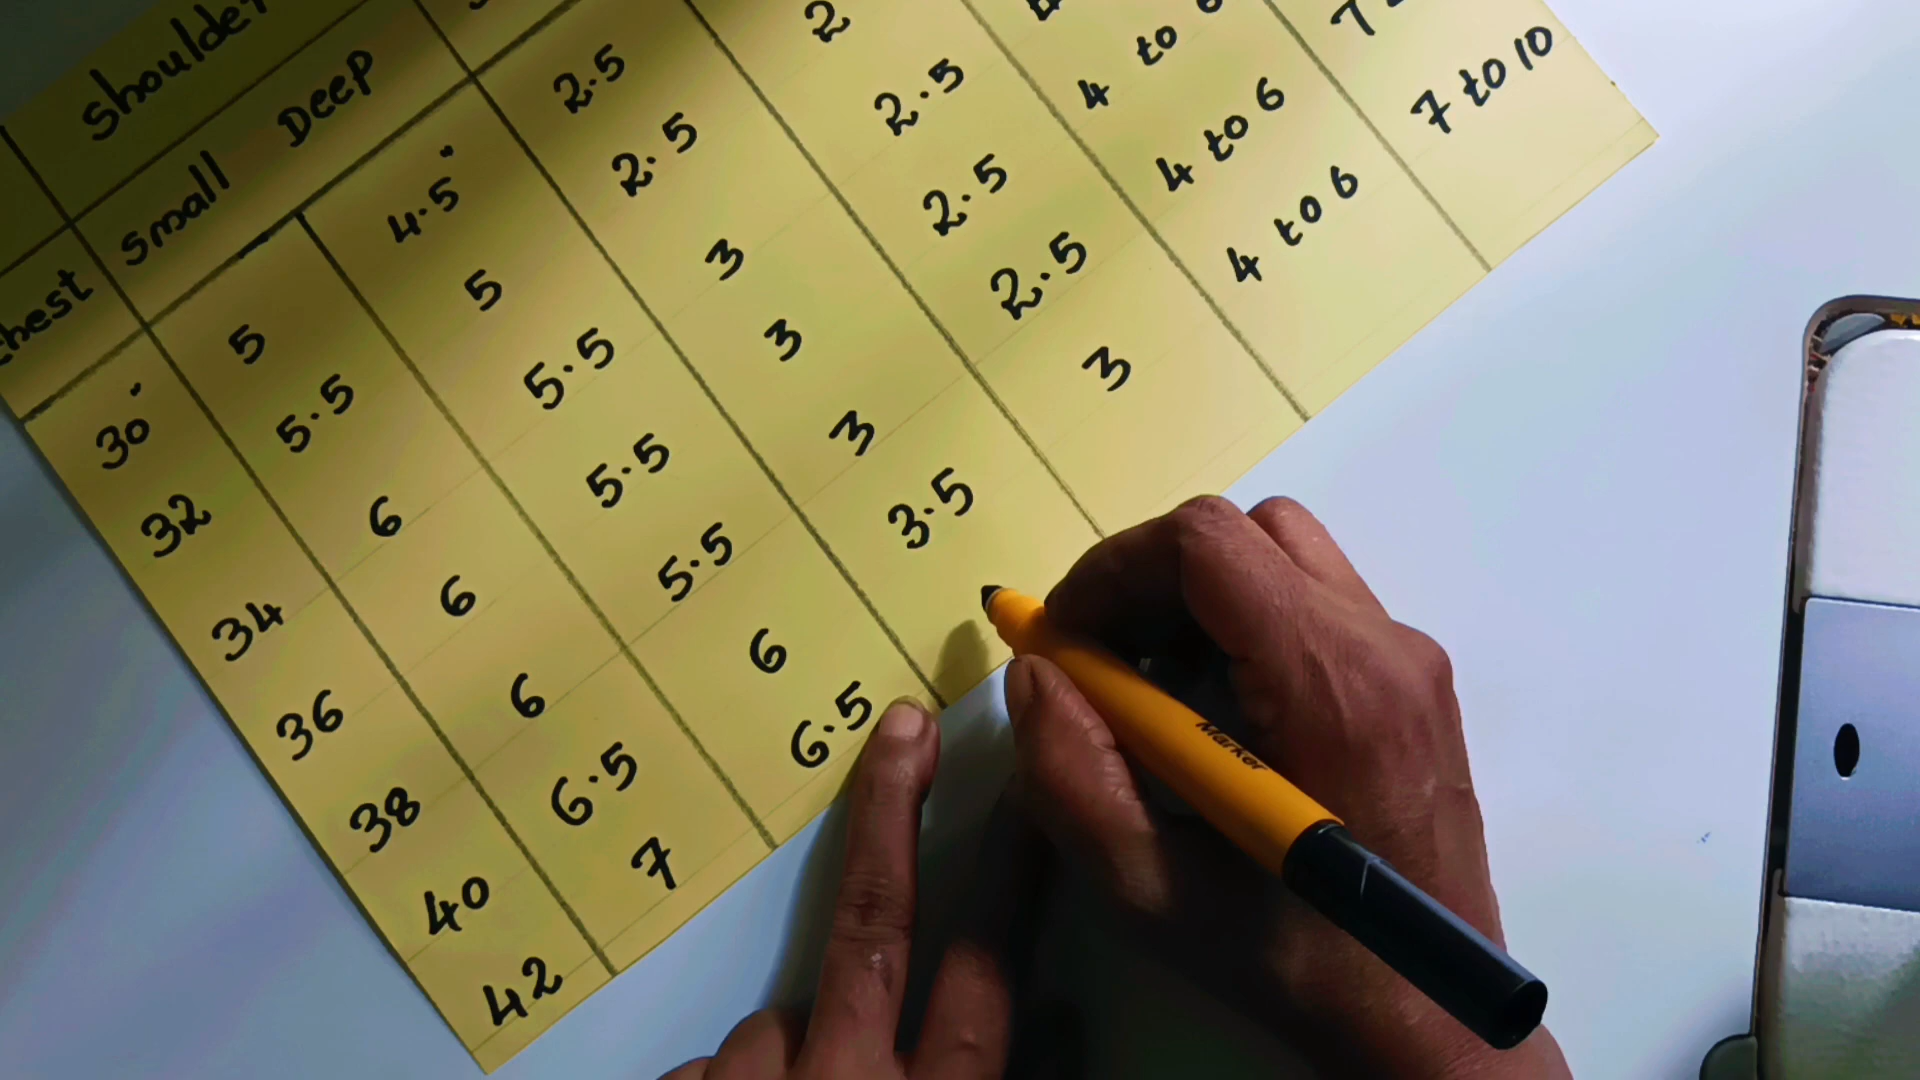 small DEEP
30" 5 4.5" 2.5
32 5.5 5 2.5 2
34 6 5.5 3 2.5
36 6 5.5 3 2.5 4 to
38 6 5.5 3 2.5 4 to 6 7
40 6.5 6 3.5 3 4 to 6 7 to 10
42 7 6.5
Marker